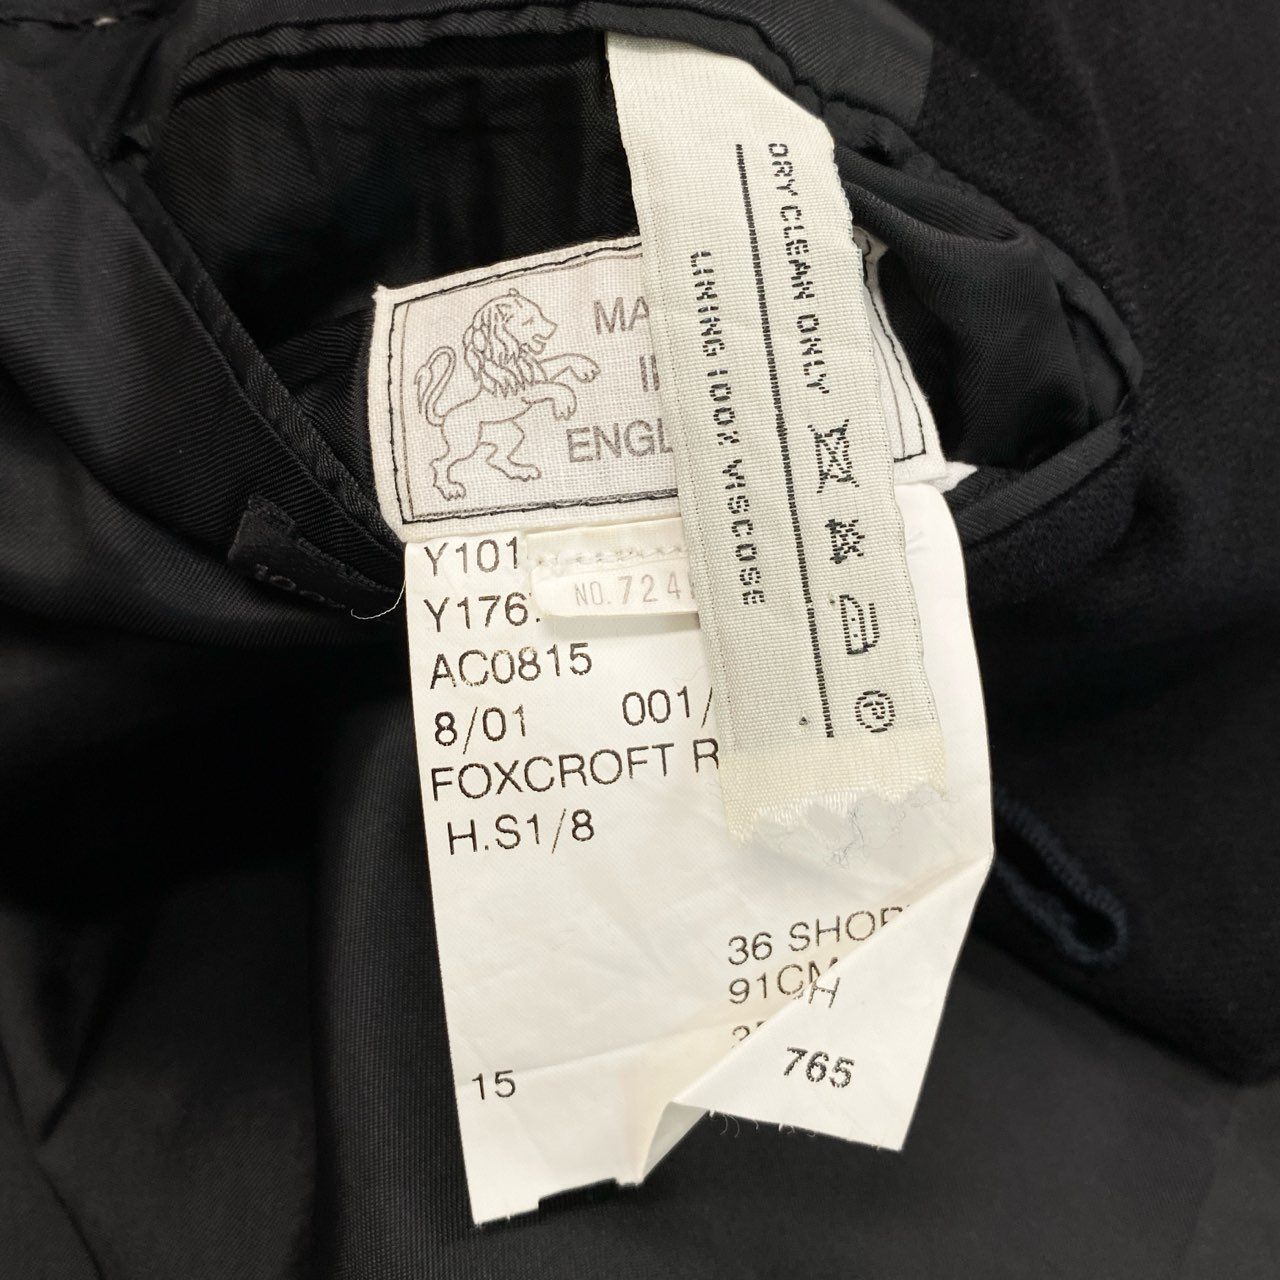 DRY CLEAN ONLY
LINING 100% VISCOSE
MA
I
ENGL
Y101
NO.724
Y176
AC0815
8/01 001/
FOXCROFT R
H.S1/8
36 SHOR
91CM
H
765
15